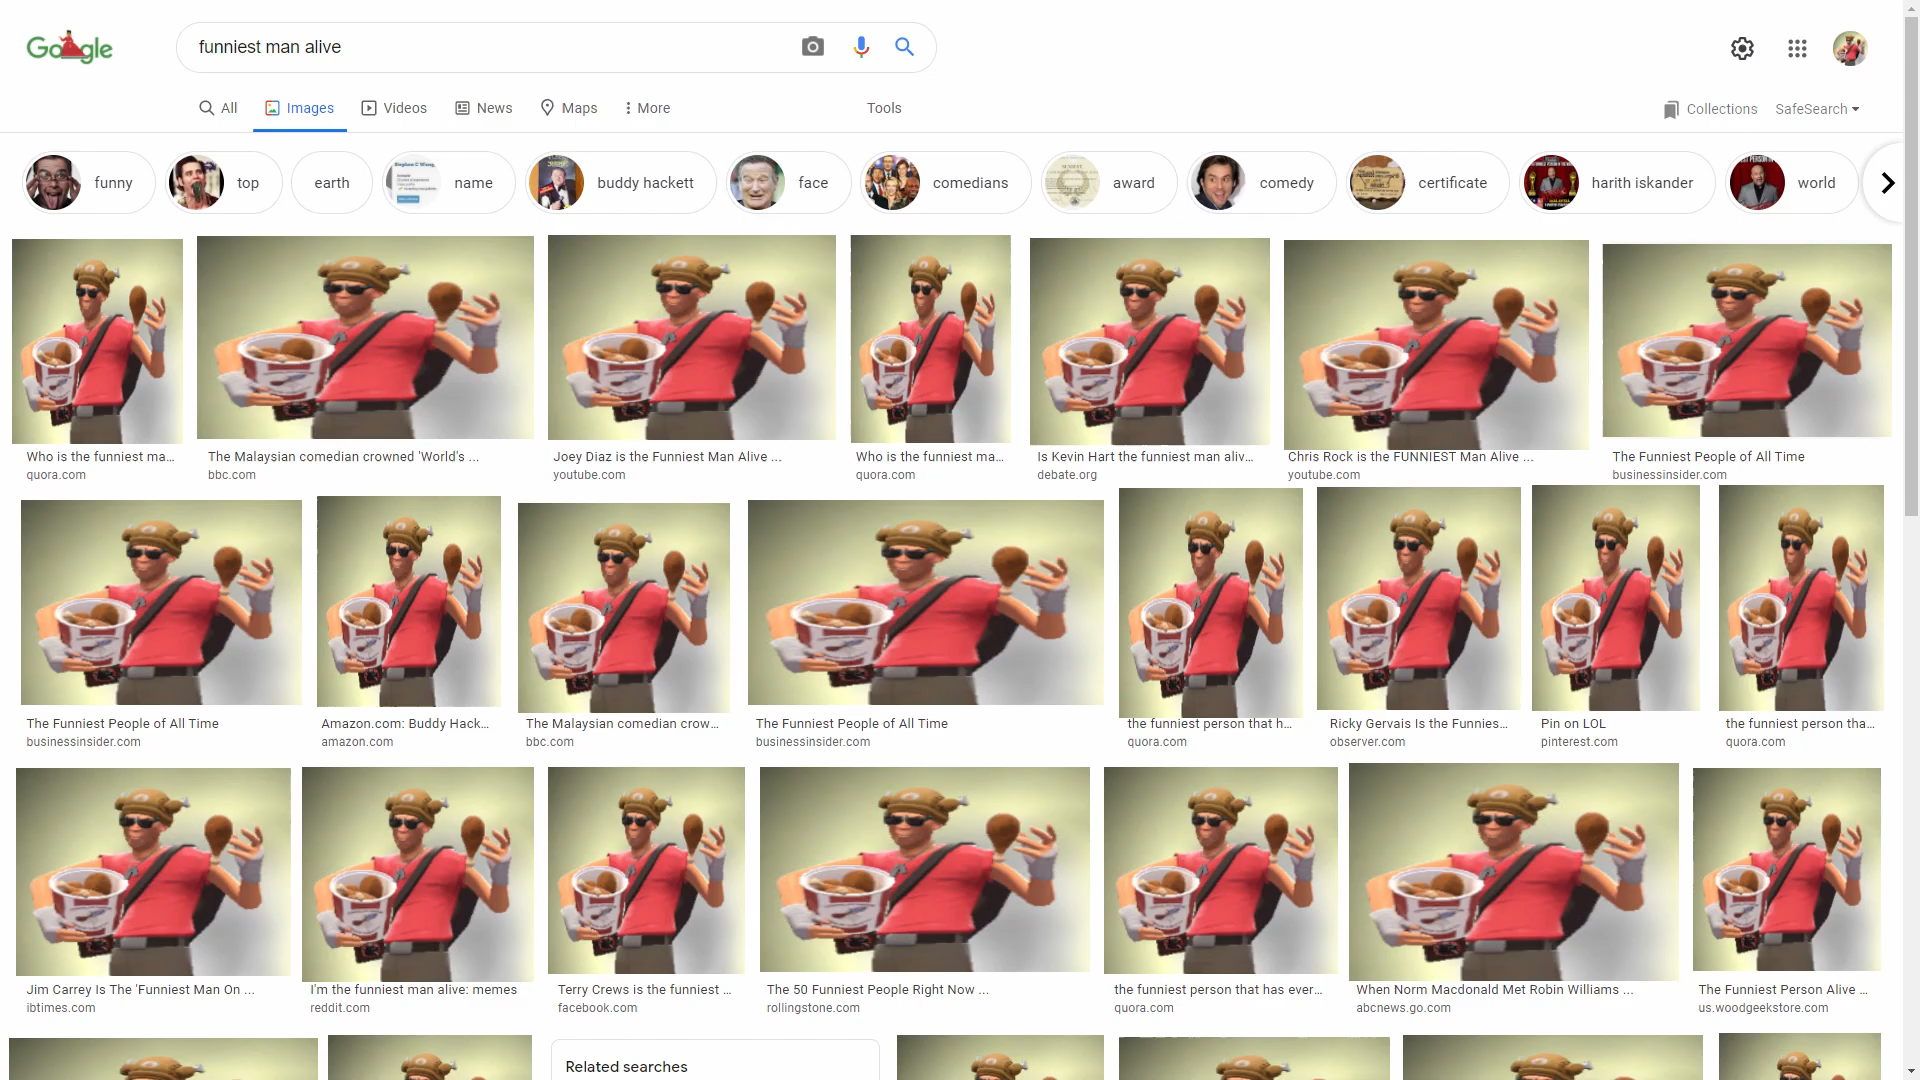 Google
funniest man alive
All
Images
Videos
News
Maps
More
Tools
Collections
SafeSearch
funny
top
earth
name
buddy hackett
face
comedians
award
comedy
certificate
harith iskander
world
Who is the funniest ma...
quora.com
The Malaysian comedian crowned 'World's ...
bbc.com
Joey Diaz is the Funniest Man Alive ...
youtube.com
Who is the funniest ma...
quora.com
Is Kevin Hart the funniest man aliv...
debate.org
Chris Rock is the FUNNIEST Man Alive ...
youtube.com
The Funniest People of All Time
businessinsider.com
The Funniest People of All Time
businessinsider.com
Amazon.com: Buddy Hack...
amazon.com
The Malaysian comedian crow...
bbc.com
The Funniest People of All Time
businessinsider.com
the funniest person that h...
quora.com
Ricky Gervais Is the Funnies...
observer.com
Pin on LOL
pinterest.com
the funniest person tha...
quora.com
Jim Carrey Is The 'Funniest Man On ...
ibtimes.com
I'm the funniest man alive: memes
reddit.com
Terry Crews is the funniest ...
facebook.com
The 50 Funniest People Right Now ...
rollingstone.com
the funniest person that has ever...
quora.com
When Norm Macdonald Met Robin Williams ...
abcnews.go.com
The Funniest Person Alive ...
us.woodgeekstore.com
Related searches